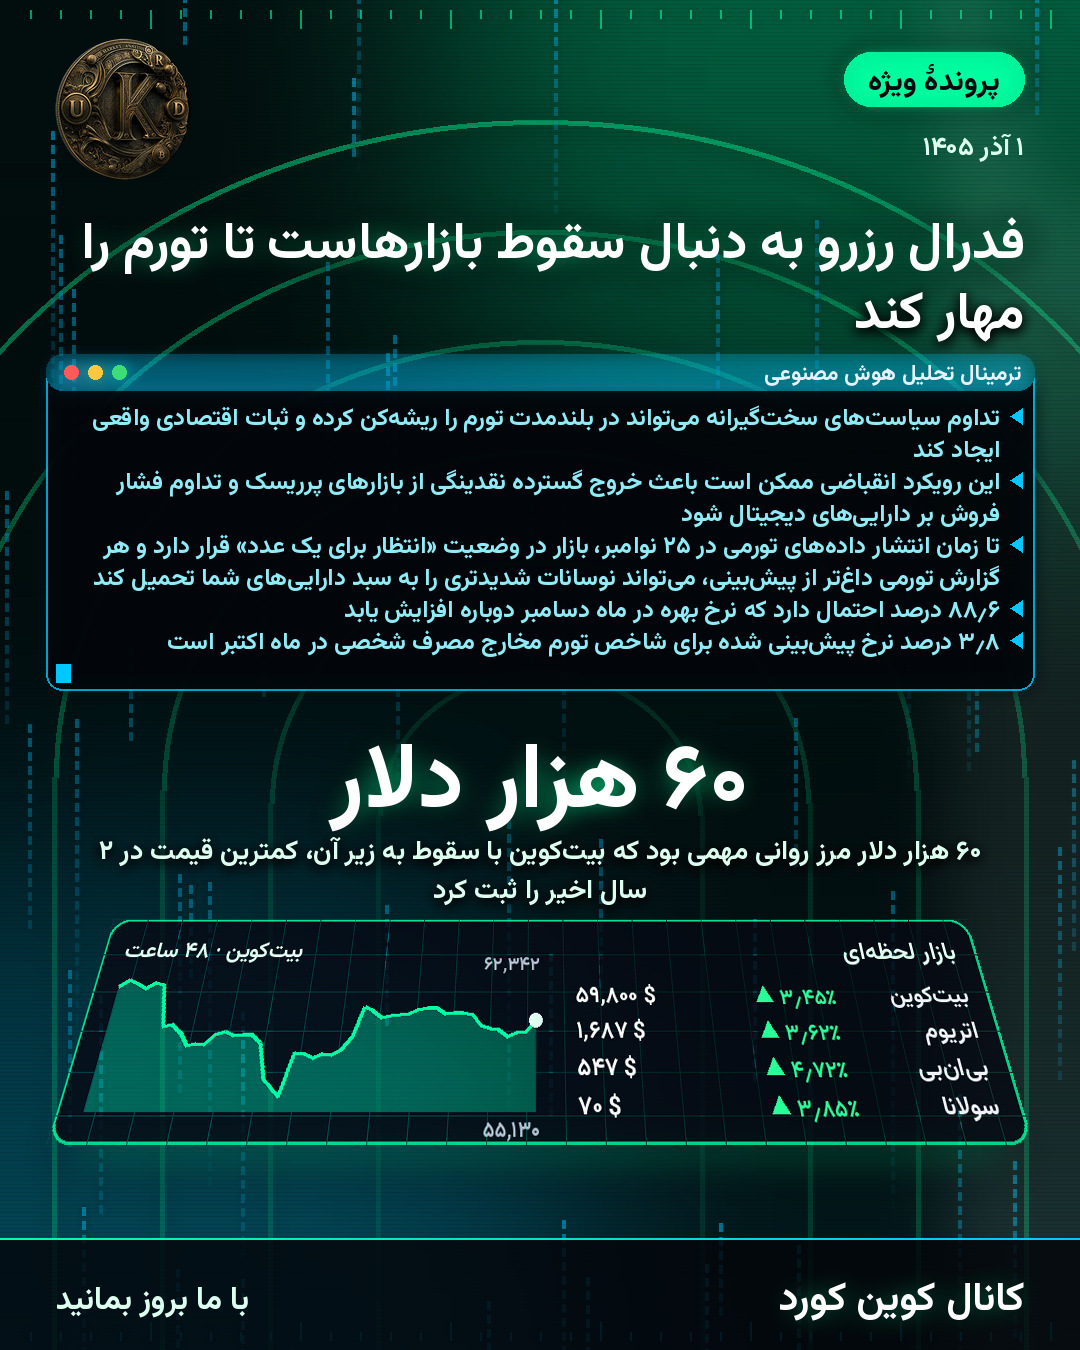 پروندهٔ ویژه
۱ آذر ۱۴۰۵
MARKET ANALYST
K
U
R
D
B
فدرال رزرو به دنبال سقوط بازارهاست تا تورم را
مهار کند
ترمینال تحلیل هوش مصنوعی
تداوم سیاست‌های سخت‌گیرانه می‌تواند در بلندمدت تورم را ریشه‌کن کرده و ثبات اقتصادی واقعی
ایجاد کند
این رویکرد انقباضی ممکن است باعث خروج گسترده نقدینگی از بازارهای پرریسک و تداوم فشار
فروش بر دارایی‌های دیجیتال شود
تا زمان انتشار داده‌های تورمی در ۲۵ نوامبر، بازار در وضعیت «انتظار برای یک عدد» قرار دارد و هر
گزارش تورمی داغ‌تر از پیش‌بینی، می‌تواند نوسانات شدیدتری را به سبد دارایی‌های شما تحمیل کند
۸۸٫۶ درصد احتمال دارد که نرخ بهره در ماه دسامبر دوباره افزایش یابد
۳٫۸ درصد نرخ پیش‌بینی شده برای شاخص تورم مخارج مصرف شخصی در ماه اکتبر است
۶۰ هزار دلار
۶۰ هزار دلار مرز روانی مهمی بود که بیت‌کوین با سقوط به زیر آن، کمترین قیمت در ۲
سال اخیر را ثبت کرد
بازار لحظه‌ای
بیت‌کوین ▲ ۳٫۴۵٪ ۵۹,۸۰۰ $
اتریوم ▲ ۳٫۶۲٪ ۱,۶۸۷ $
بی‌ان‌بی ▲ ۴٫۷۲٪ ۵۴۷ $
سولانا ▲ ۳٫۸۵٪ ۷۰ $
بیت‌کوین · ۴۸ ساعت
۶۲,۳۴۲
۵۵,۱۳۰
کانال کوین کورد
با ما بروز بمانید